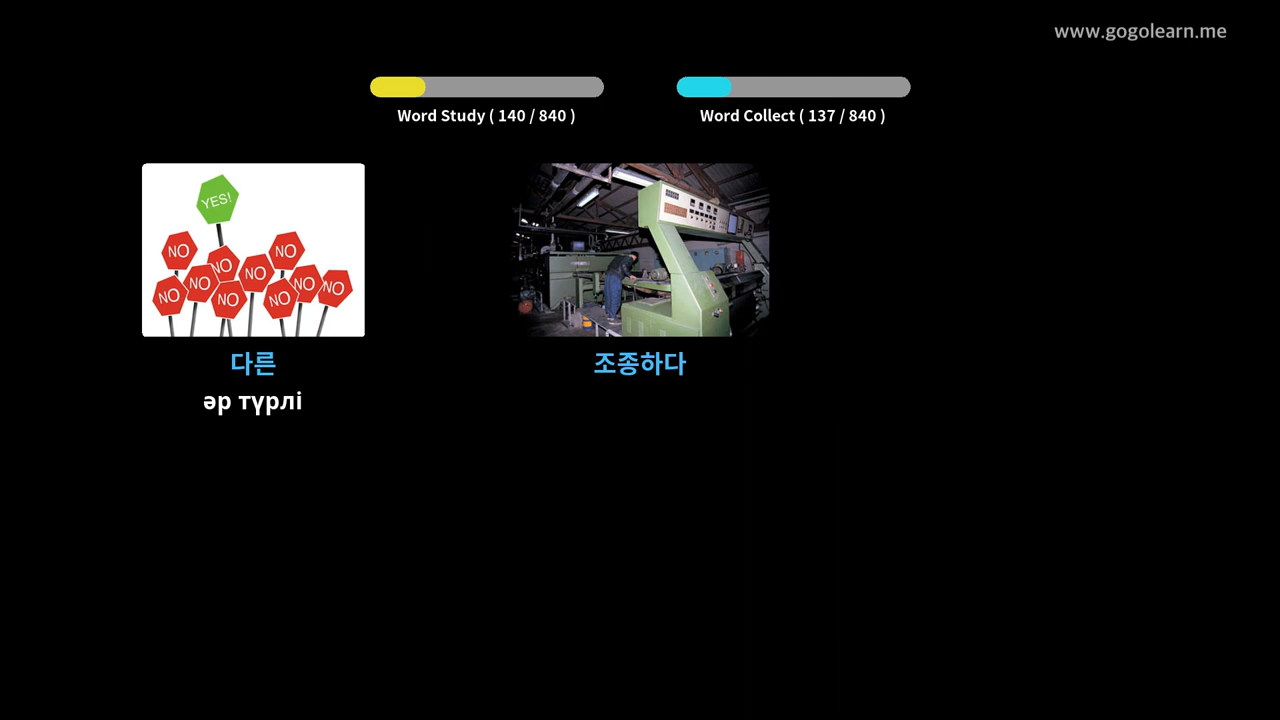 www.gogolearn.me
Word Study ( 140 / 840 )
Word Collect ( 137 / 840 )
YES!
NO
NO
NO
NO
NO
NO
NO
NO
NO
NO
다른
әр түрлі
조종하다